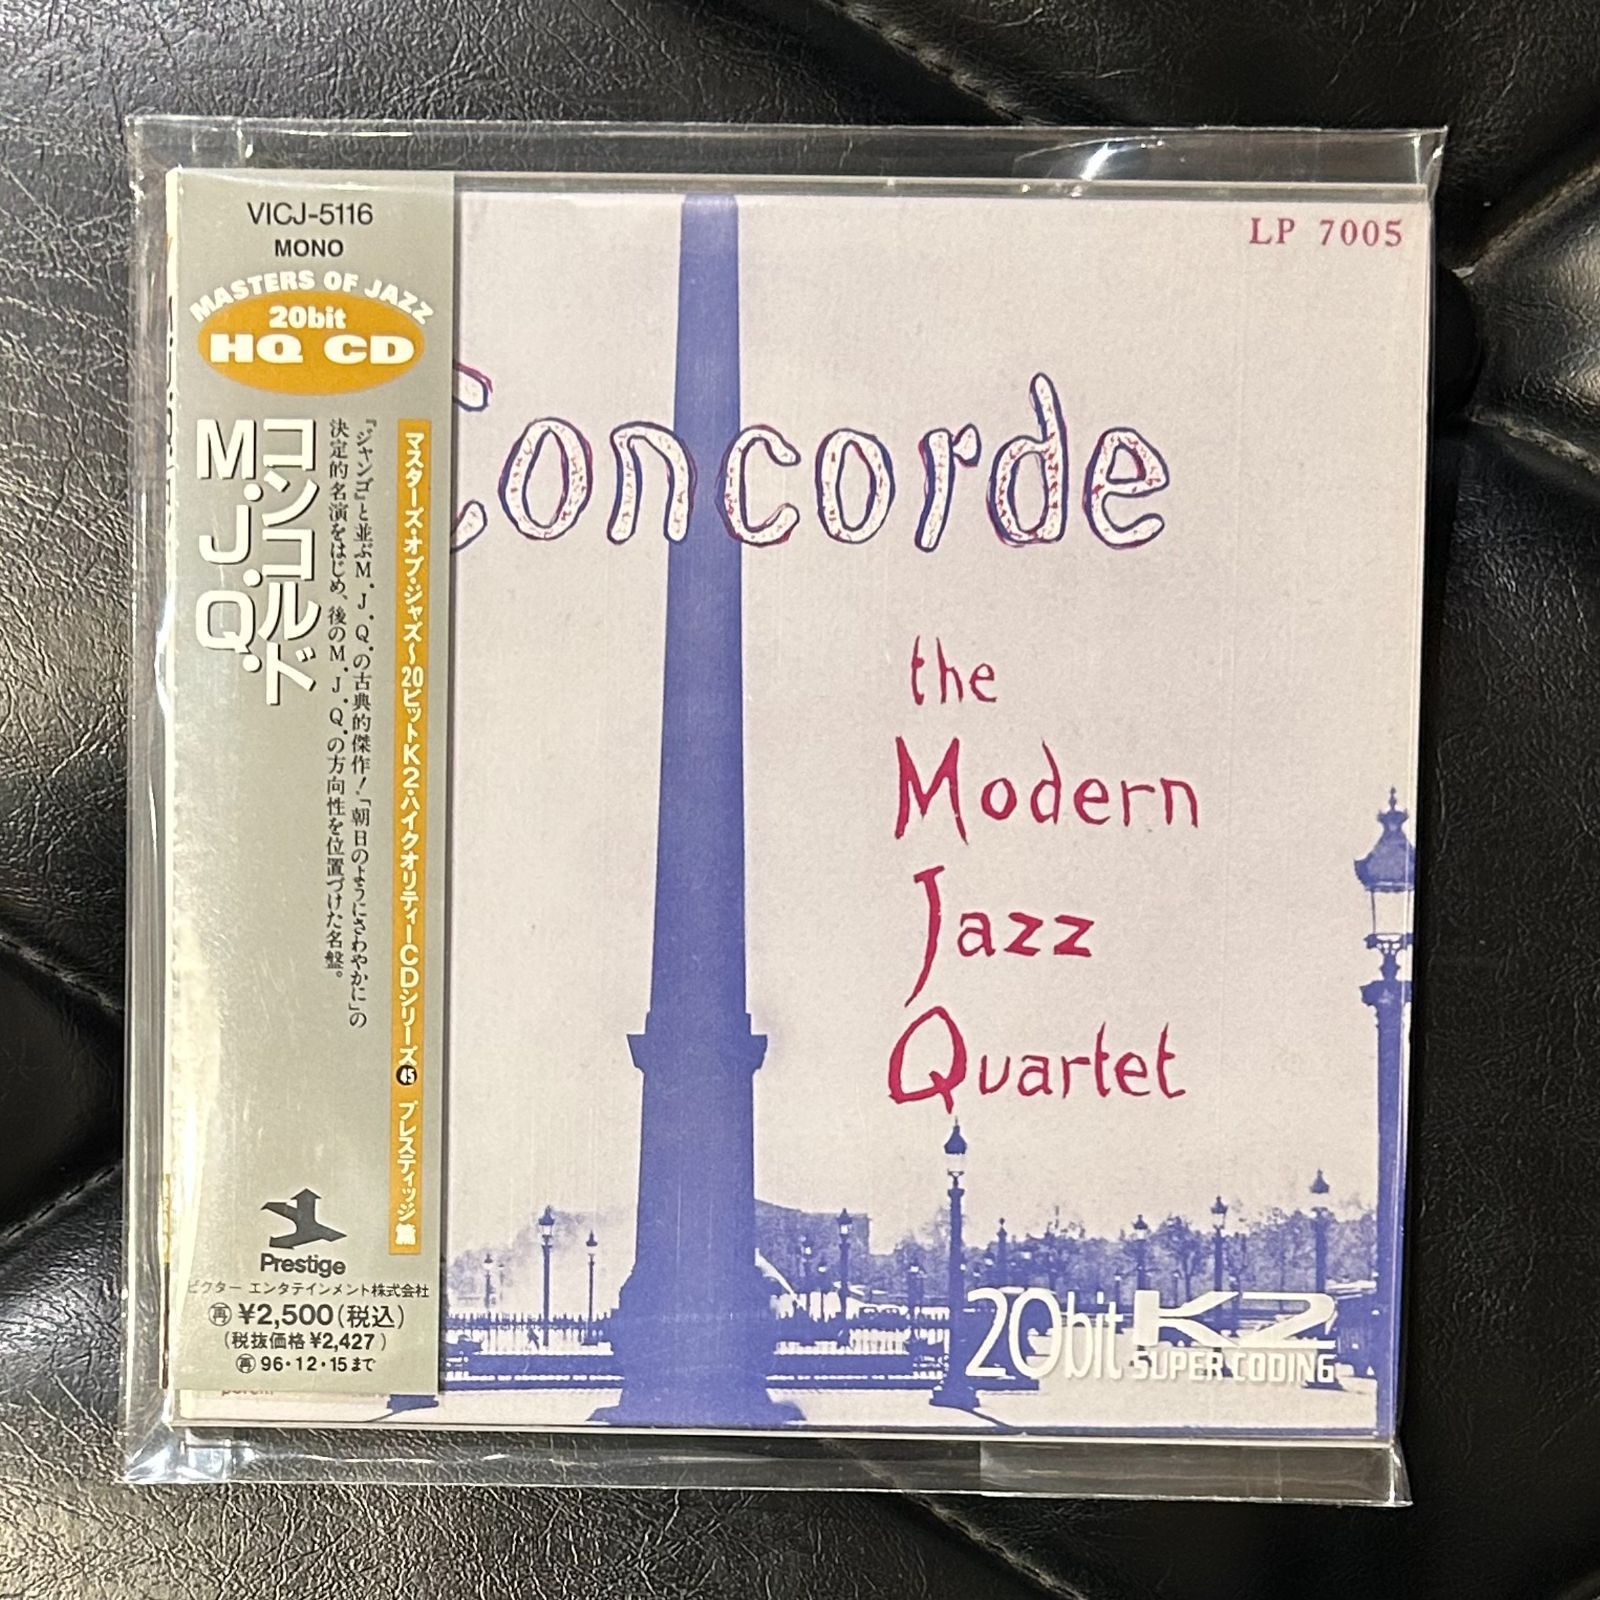 VICJ-5116
MONO
MASTERS OF JAZZ
20bit
HQ CD
マスターズ・オブ・ジャズ〜20ビットK2・ハイクオリティーCDシリーズ45 プレスティッジ篇
『ジャンゴ』と並ぶM.J.Q.の古典的傑作!「朝日のようにさわやかに」の
決定的名演をはじめ、後のM.J.Q.の方向性を位置づけた名盤。
コンコルド
M.J.Q.
Prestige
ビクター エンタテインメント株式会社
再 ¥2,500(税込)
(税抜価格¥2,427)
再 96・12・15まで
LP 7005
Concorde
the
Modern
Jazz
Quartet
20bit K2
SUPER CODING